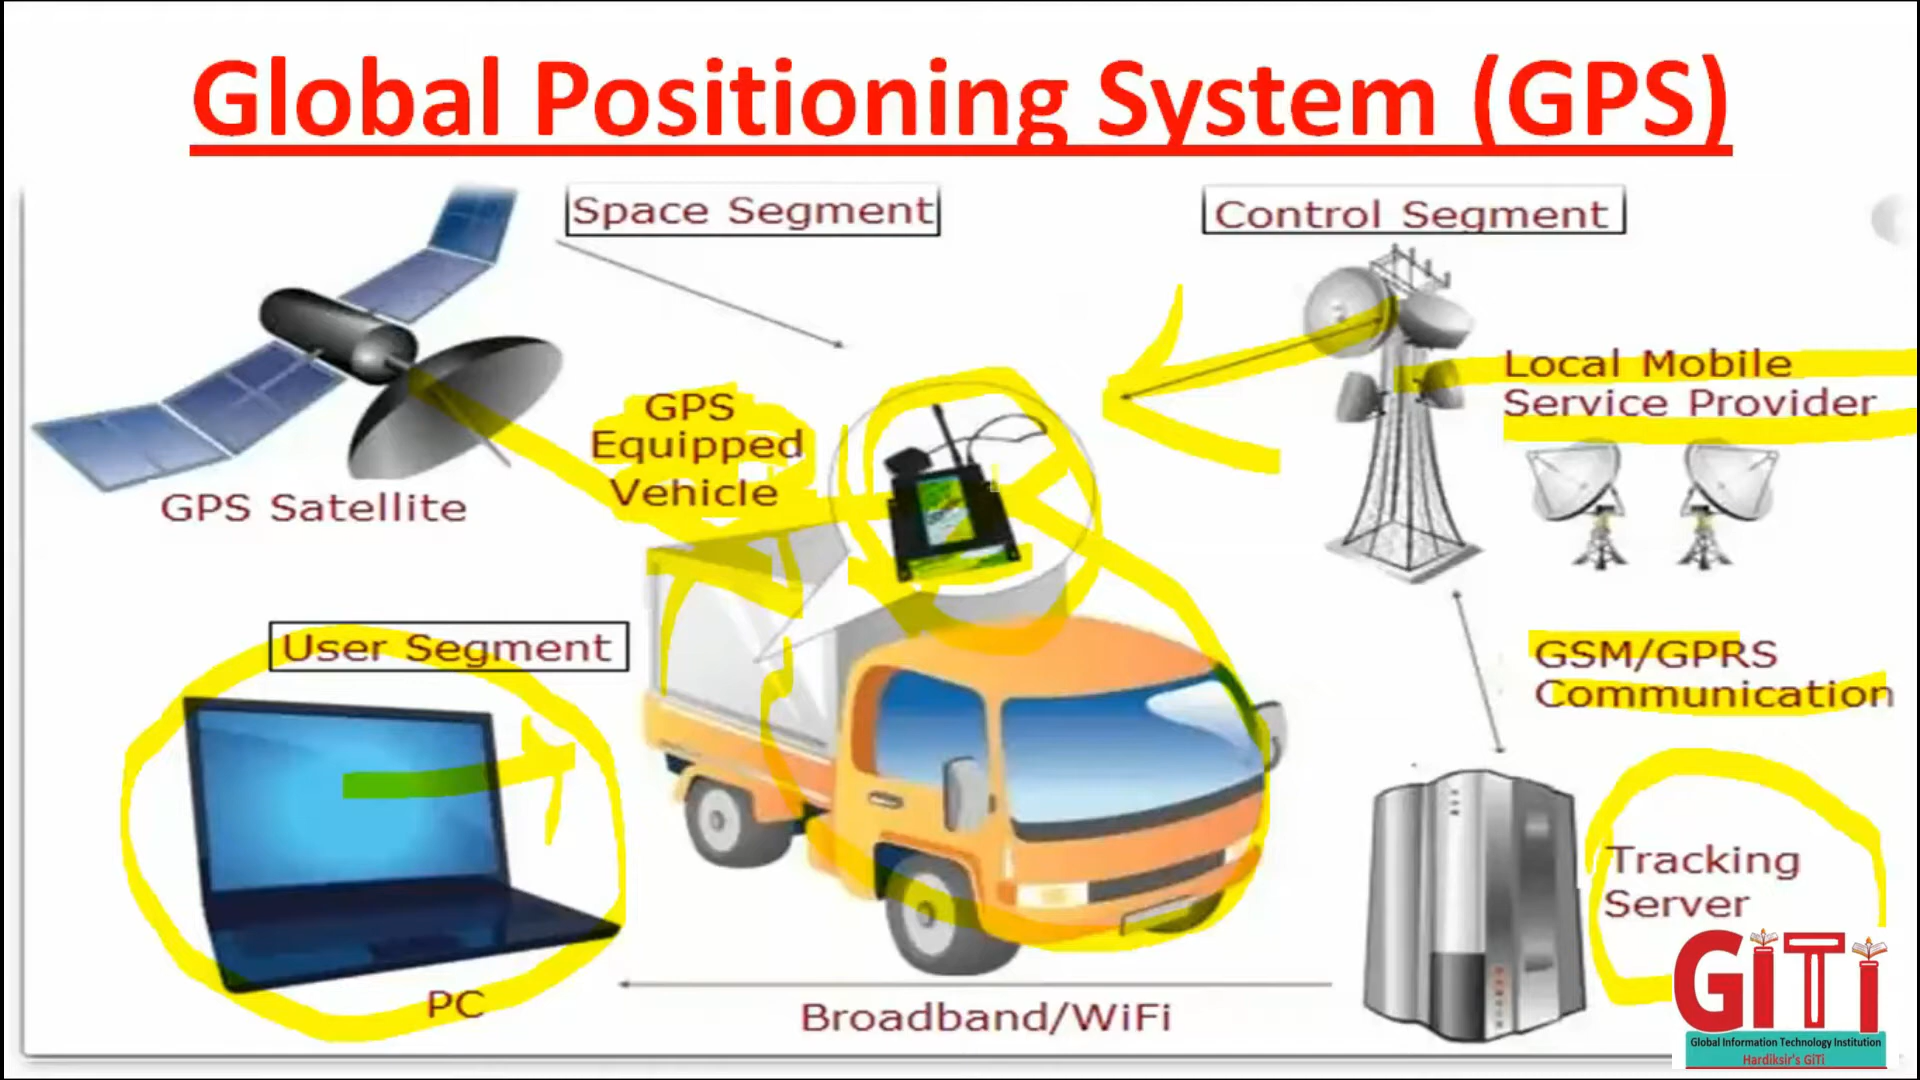 Global Positioning System (GPS)
Space Segment
Control Segment
Local Mobile
Service Provider
GPS
Equipped
Vehicle
GPS Satellite
User Segment
GSM/GPRS
Communication
Tracking
Server
PC
Broadband/WiFi
GiTi
Global Information Technology Institution
Hardiksir's GiTi